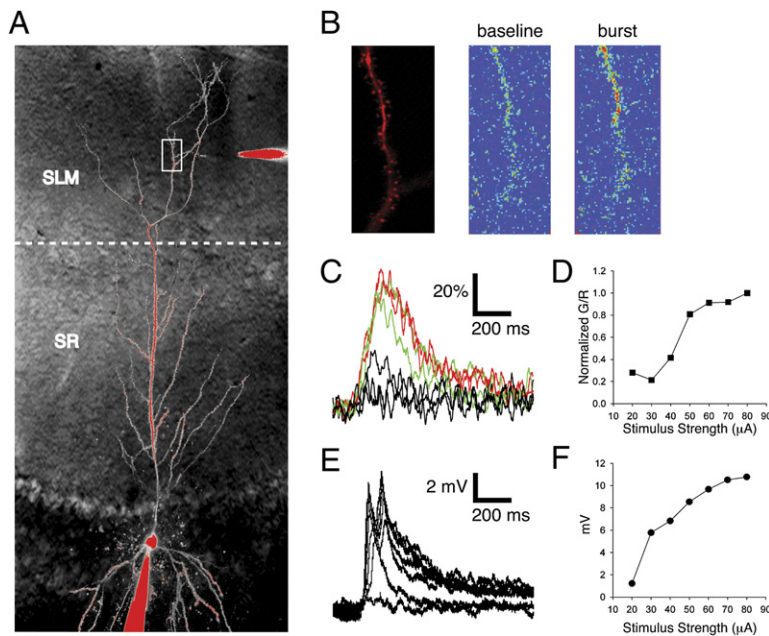 A
SLM
SR
B
baseline
burst
C
20%
200 ms
D
Normalized G/R
1.2
1.0
0.8
0.6
0.4
0.2
0.0
10 20 30 40 50 60 70 80 90
Stimulus Strength (µA)
E
2 mV
200 ms
F
mV
12
10
8
6
4
2
0
10 20 30 40 50 60 70 80 90
Stimulus Strength (µA)